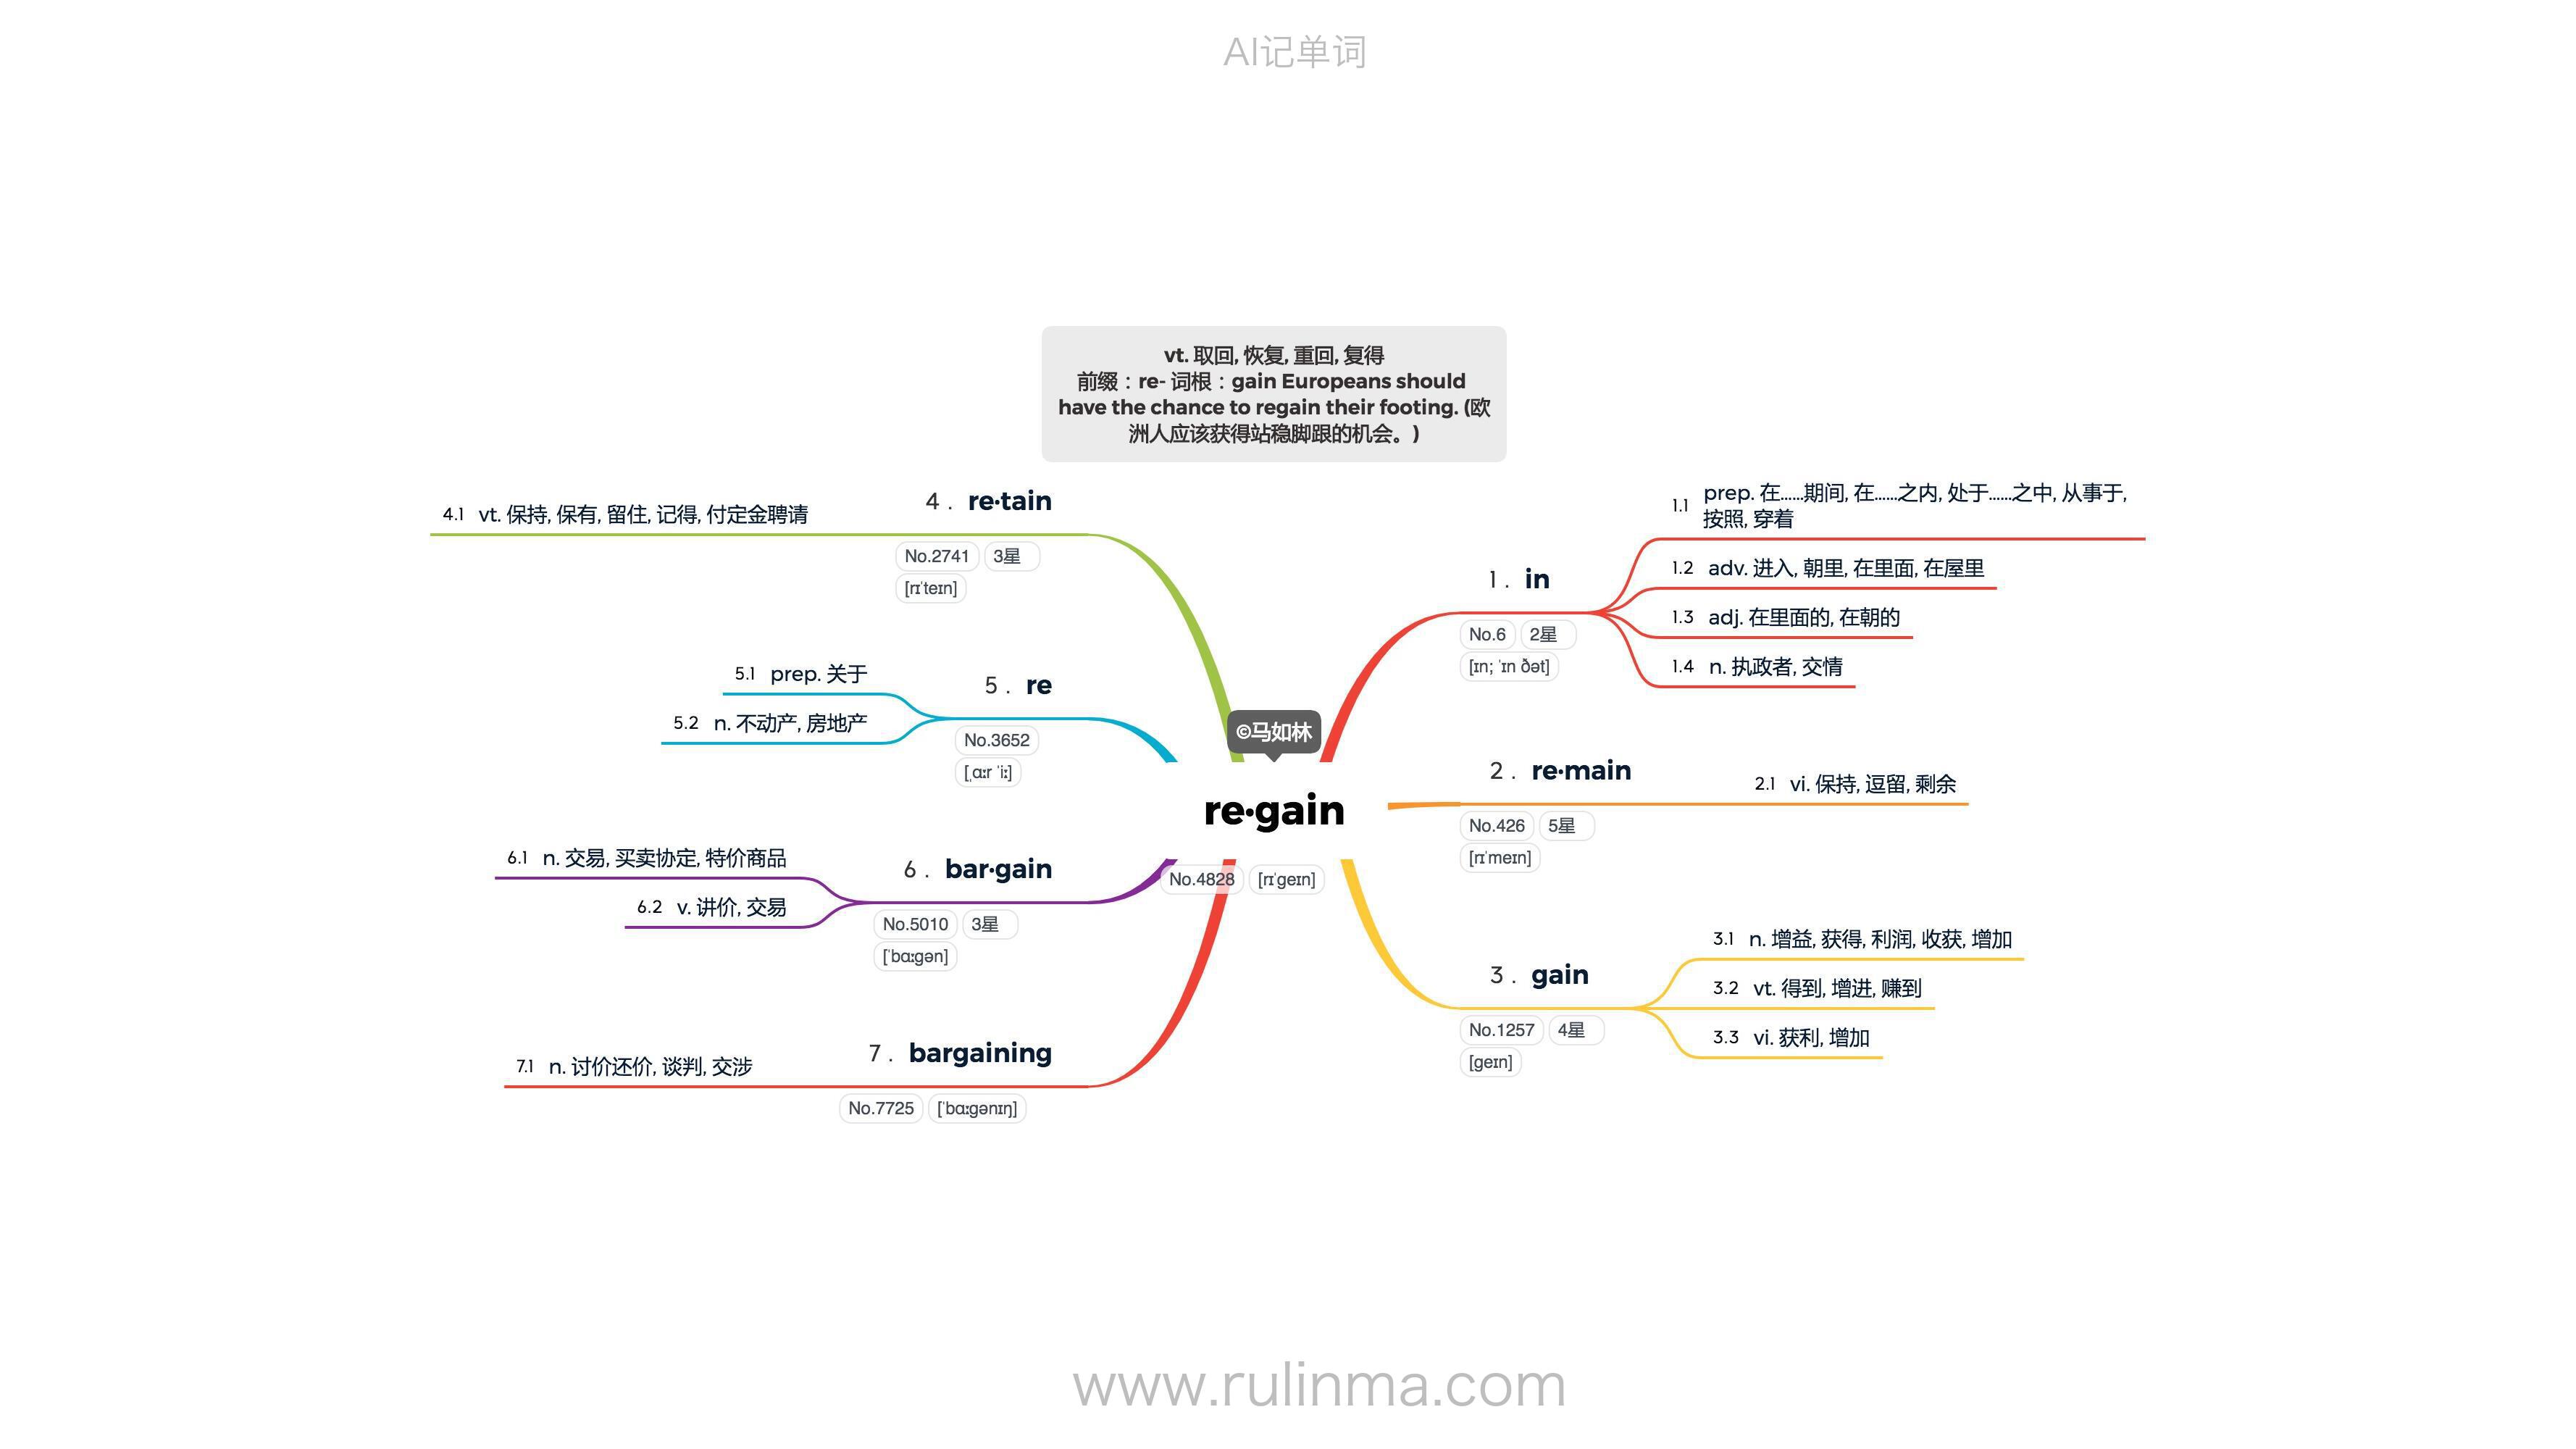 AI记单词
vt. 取回, 恢复, 重回, 复得
前缀：re- 词根：gain Europeans should
have the chance to regain their footing. (欧
洲人应该获得站稳脚跟的机会。)
©马如林
re·gain
No.4828 [rɪˈɡeɪn]
1. in
No.6 2星
[ɪn; ˈɪn ðət]
1.1 prep. 在……期间, 在……之内, 处于……之中, 从事于,
按照, 穿着
1.2 adv. 进入, 朝里, 在里面, 在屋里
1.3 adj. 在里面的, 在朝的
1.4 n. 执政者, 交情
2. re·main
No.426 5星
[rɪˈmeɪn]
2.1 vi. 保持, 逗留, 剩余
3. gain
No.1257 4星
[ɡeɪn]
3.1 n. 增益, 获得, 利润, 收获, 增加
3.2 vt. 得到, 增进, 赚到
3.3 vi. 获利, 增加
4. re·tain
No.2741 3星
[rɪˈteɪn]
4.1 vt. 保持, 保有, 留住, 记得, 付定金聘请
5. re
No.3652
[ˌɑːr ˈiː]
5.1 prep. 关于
5.2 n. 不动产, 房地产
6. bar·gain
No.5010 3星
[ˈbɑːɡən]
6.1 n. 交易, 买卖协定, 特价商品
6.2 v. 讲价, 交易
7. bargaining
No.7725 [ˈbɑːɡənɪŋ]
7.1 n. 讨价还价, 谈判, 交涉
www.rulinma.com